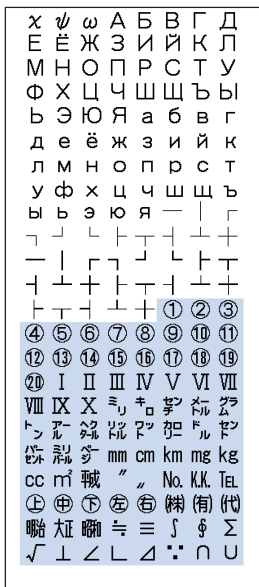 χ ψ ω А Б В Г Д
Е Ё Ж З И Й К Л
М Н О П Р С Т У
Ф Х Ц Ч Ш Щ Ъ Ы
Ь Э Ю Я а б в г
д е ё ж з и й к
л м н о п р с т
у ф х ц ч ш щ ъ
ы ь э ю я ─ │ ┌
┐ ┘ └ ├ ┬ ┤ ┴ ┼
━ ┃ ┏ ┓ ┛ ┗ ┣ ┳
┫ ┻ ╋ ┠ ┯ ┨ ┷ ┿
┝ ┰ ┥ ┸ ╂ ① ② ③
④ ⑤ ⑥ ⑦ ⑧ ⑨ ⑩ ⑪
⑫ ⑬ ⑭ ⑮ ⑯ ⑰ ⑱ ⑲
⑳ Ⅰ Ⅱ Ⅲ Ⅳ Ⅴ Ⅵ Ⅶ
Ⅷ Ⅸ Ⅹ ㍉ ㌔ ㌢ ㍍ ㌘
㌧ ㌃ ㌶ ㍑ ㍗ ㌍ ㌦ ㌣
㌫ ㍊ ㌻ ㎜ ㎝ ㎞ ㎎ ㎏
㏄ ㎡ ㍻ 〝 〟 № ㏍ ℡
㊤ ㊥ ㊦ ㊧ ㊨ ㈱ ㈲ ㈹
㍾ ㍽ ㍼ ≒ ≡ ∫ ∮ ∑
√ ⊥ ∠ ∟ ⊿ ∵ ∩ ∪